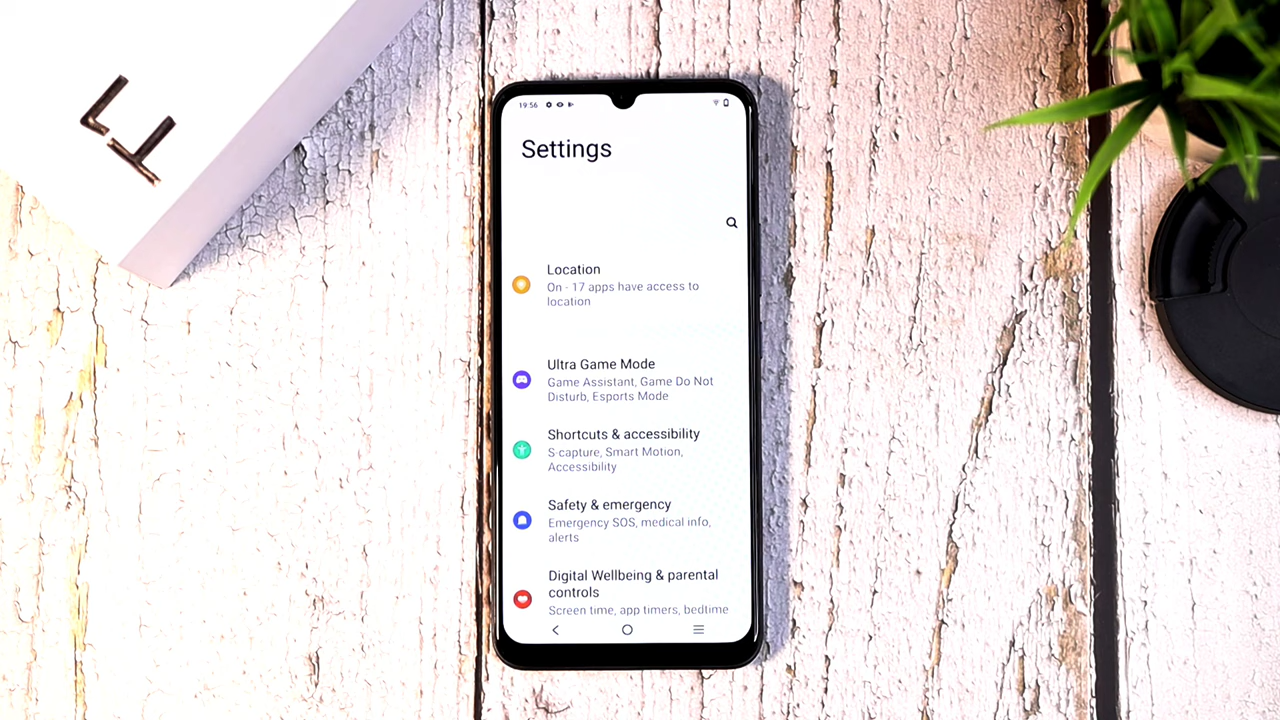 19:56
Settings
Location
On - 17 apps have access to
location
Ultra Game Mode
Game Assistant, Game Do Not
Disturb, Esports Mode
Shortcuts & accessibility
S-capture, Smart Motion,
Accessibility
Safety & emergency
Emergency SOS, medical info,
alerts
Digital Wellbeing & parental
controls
Screen time, app timers, bedtime